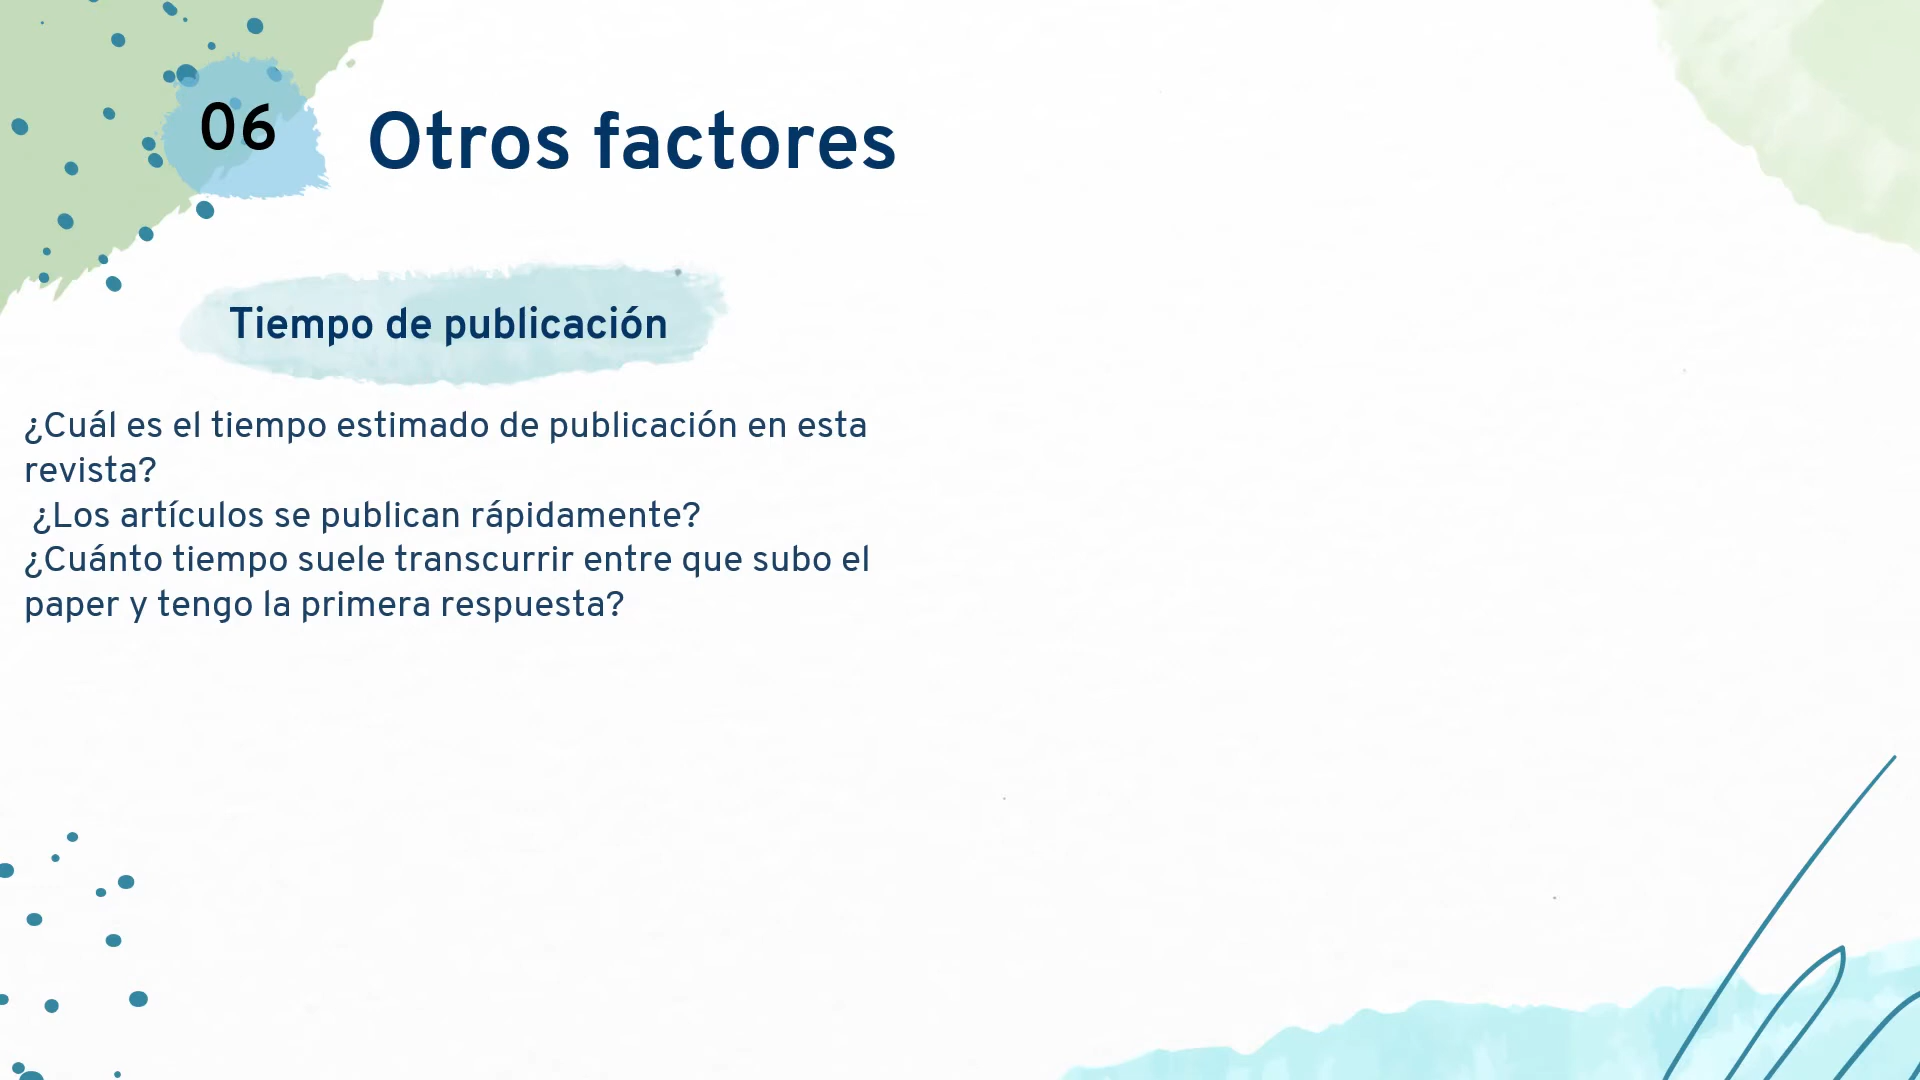 06
Otros factores
Tiempo de publicación
¿Cuál es el tiempo estimado de publicación en esta
revista?
¿Los artículos se publican rápidamente?
¿Cuánto tiempo suele transcurrir entre que subo el
paper y tengo la primera respuesta?